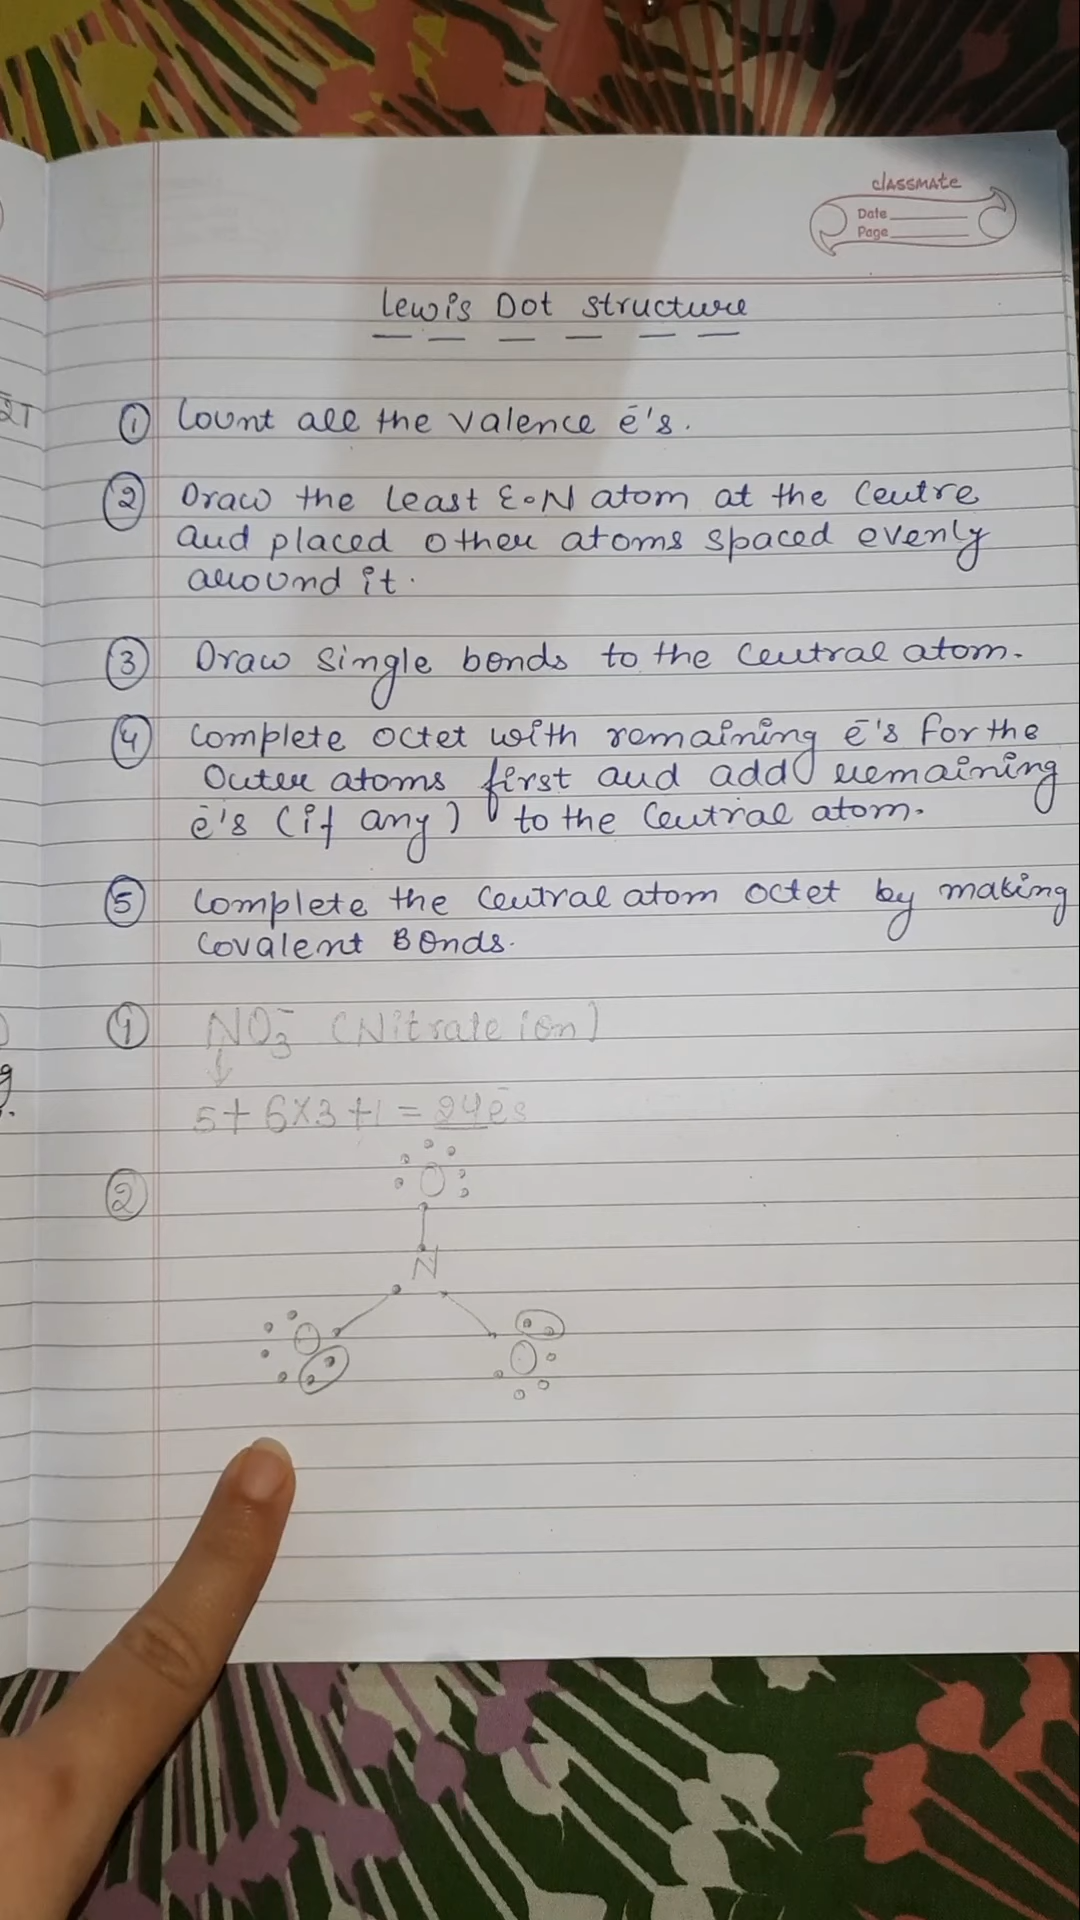 classmate
Date
Page
Lewis Dot structure
2T
① Count all the valence ē's.
② Draw the least E.N atom at the Centre
and placed other atoms spaced evenly
around it.
③ Draw single bonds to the central atom.
④ Complete octet with remaining ē's for the
outer atoms first and add remaining
ē's (if any) to the central atom.
⑤ Complete the central atom octet by making
Covalent Bonds.
① NO₃⁻ (Nitrate ion)
g
5+ 6×3+1 = 24ēs
② O
N
O O